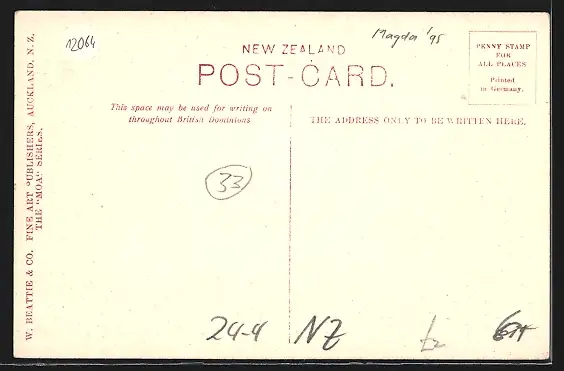 12064
Magda '95
NEW ZEALAND
POST-CARD.
PENNY STAMP
FOR
ALL PLACES
Printed
in Germany.
This space may be used for writing on
throughout British Dominions
THE ADDRESS ONLY TO BE WRITTEN HERE.
W. BEATTIE & CO. FINE ART PUBLISHERS, AUCKLAND, N. Z.
THE "MOA" SERIES.
33
24-4
NZ